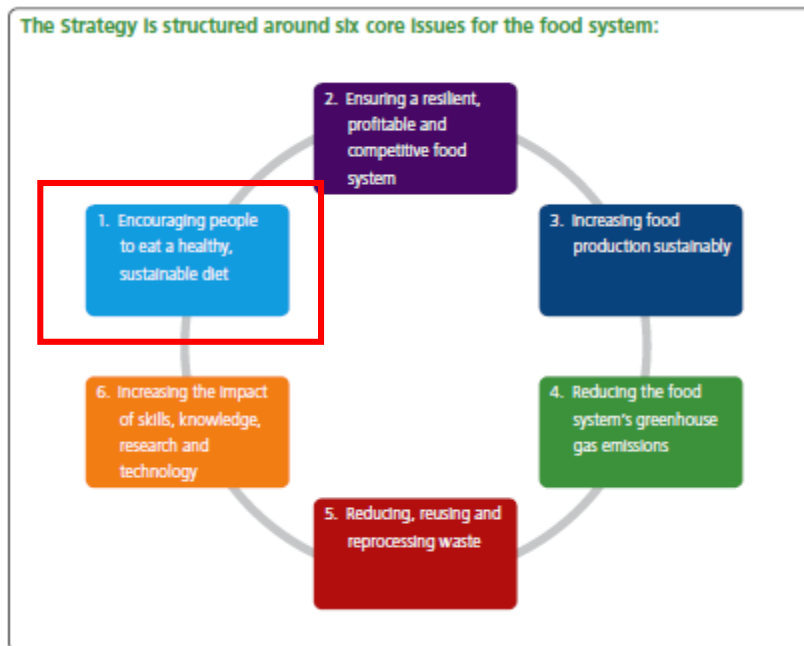 The Strategy is structured around six core issues for the food system:
2. Ensuring a resilient,
profitable and
competitive food
system
1. Encouraging people
to eat a healthy,
sustainable diet
3. Increasing food
production sustainably
6. Increasing the impact
of skills, knowledge,
research and
technology
4. Reducing the food
system's greenhouse
gas emissions
5. Reducing, reusing and
reprocessing waste